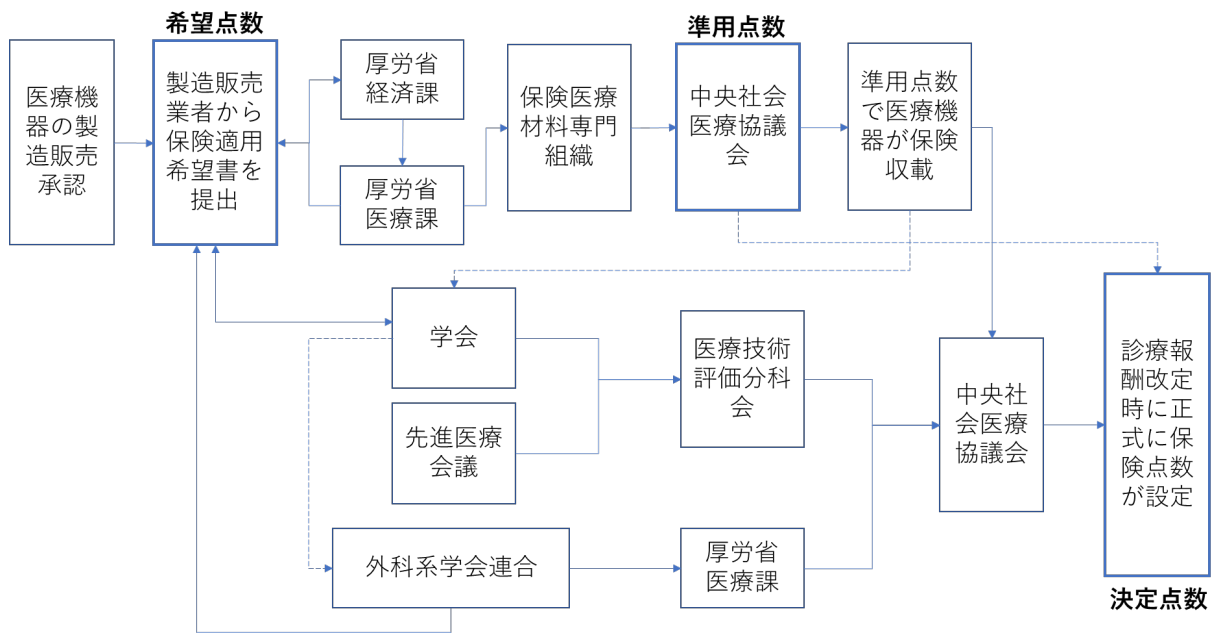 希望点数
準用点数
医療機
器の製
造販売
承認
製造販売
業者から
保険適用
希望書を
提出
厚労省
経済課
厚労省
医療課
保険医療
材料専門
組織
中央社会
医療協議
会
準用点数
で医療機
器が保険
収載
学会
先進医療
会議
外科系学会連合
医療技術
評価分科
会
厚労省
医療課
中央社
会医療
協議会
診療報
酬改定
時に正
式に保
険点数
が設定
決定点数